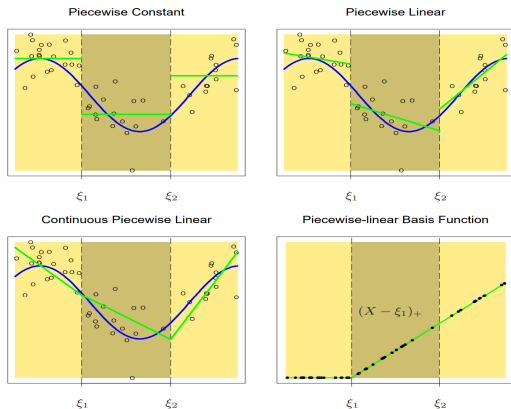 Piecewise Constant
ξ1 ξ2
Piecewise Linear
ξ1 ξ2
Continuous Piecewise Linear
ξ1 ξ2
Piecewise-linear Basis Function
(X − ξ1)+
ξ1 ξ2